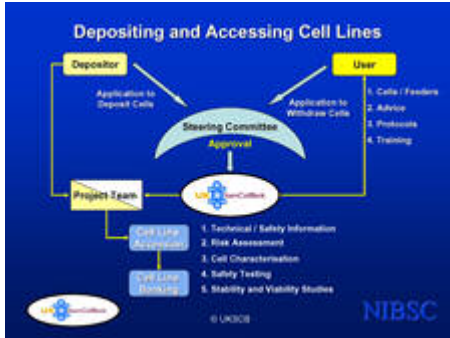 Depositing and Accessing Cell Lines
Depositor
User
Application to
Deposit Cells
Application to
Withdraw Cells
1. Cells / Feeders
2. Advice
3. Protocols
4. Training
Steering Committee
Approval
Project Team
UK StemCellBank
Cell Line
Accession
Cell Line
Banking
1. Technical / Safety Information
2. Risk Assessment
3. Cell Characterisation
4. Safety Testing
5. Stability and Viability Studies
© UKSCB
NIBSC